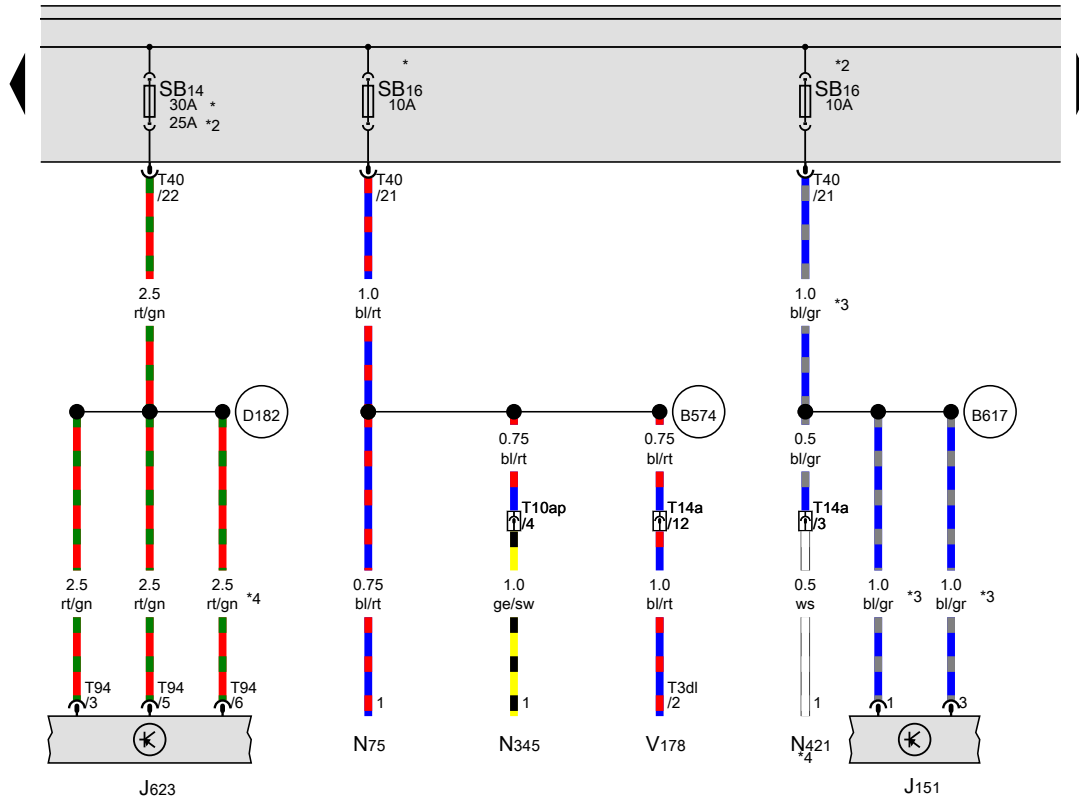 * *2
SB14 SB16 SB16
30A * 10A 10A
25A *2
T40 T40 T40
/22 /21 /21
2.5 1.0 1.0
rt/gn bl/rt bl/gr *3
D182 B574 B617
0.75 0.75 0.5
bl/rt bl/rt bl/gr
T10ap T14a T14a
/4 /12 /3
2.5 2.5 2.5 0.75 1.0 1.0 0.5 1.0 1.0
rt/gn rt/gn rt/gn *4 bl/rt ge/sw bl/rt ws bl/gr *3 bl/gr *3
T94 T94 T94 T3dl
/3 /5 /6 1 1 /2 1 1 3
N75 N345 V178 N421
*4
J623 J151